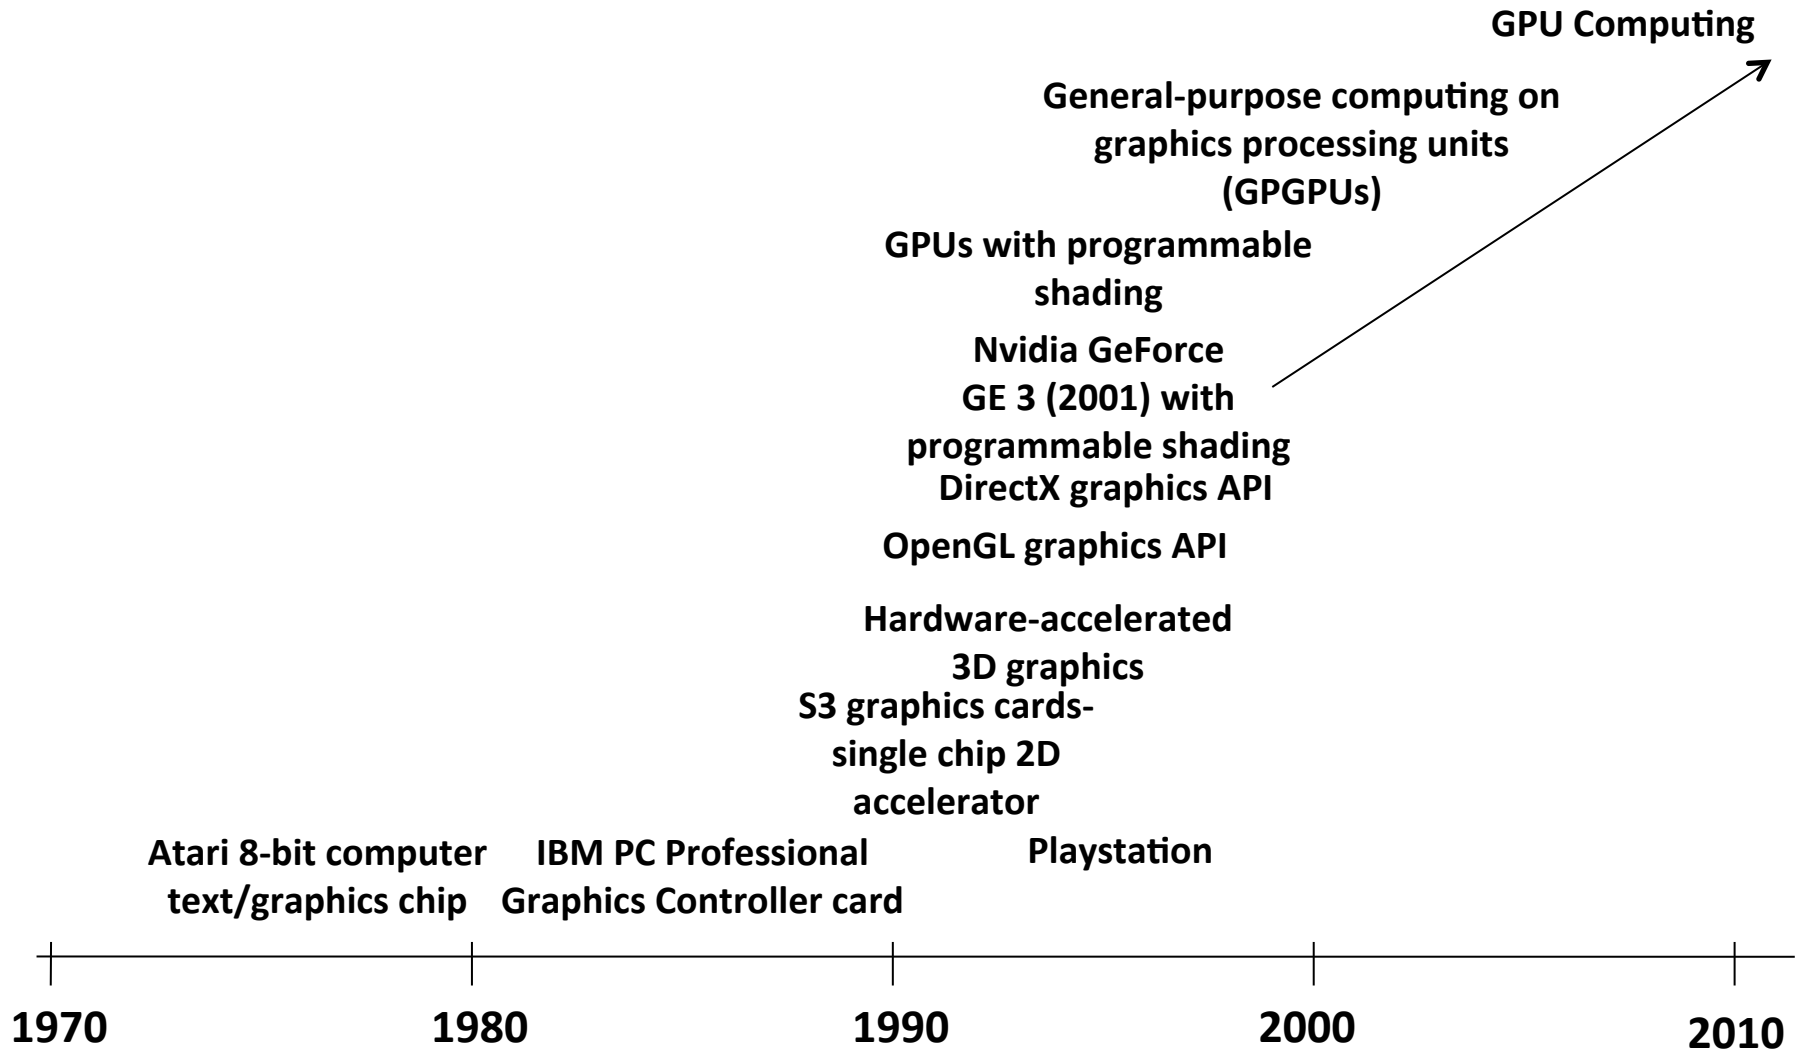 GPU Computing
General-purpose computing on
graphics processing units
(GPGPUs)
GPUs with programmable
shading
Nvidia GeForce
GE 3 (2001) with
programmable shading
DirectX graphics API
OpenGL graphics API
Hardware-accelerated
3D graphics
S3 graphics cards-
single chip 2D
accelerator
Atari 8-bit computer
text/graphics chip
IBM PC Professional
Graphics Controller card
Playstation
1970
1980
1990
2000
2010